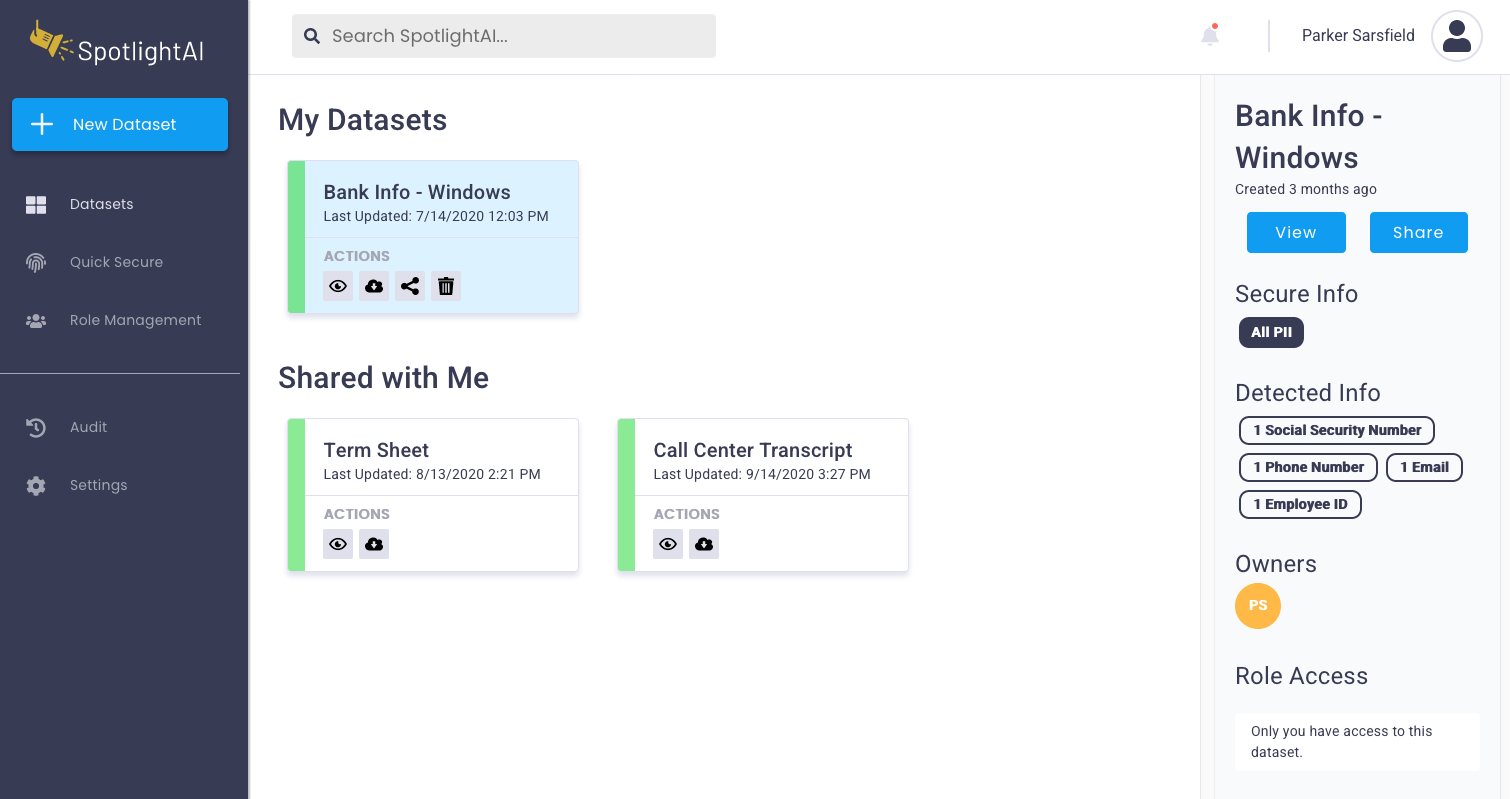 SpotlightAI
New Dataset
Datasets
Quick Secure
Role Management
Audit
Settings
Search SpotlightAI...
Parker Sarsfield
My Datasets
Bank Info - Windows
Last Updated: 7/14/2020 12:03 PM
ACTIONS
Shared with Me
Term Sheet
Last Updated: 8/13/2020 2:21 PM
ACTIONS
Call Center Transcript
Last Updated: 9/14/2020 3:27 PM
ACTIONS
Bank Info -
Windows
Created 3 months ago
View
Share
Secure Info
All PII
Detected Info
1 Social Security Number
1 Phone Number
1 Email
1 Employee ID
Owners
PS
Role Access
Only you have access to this
dataset.